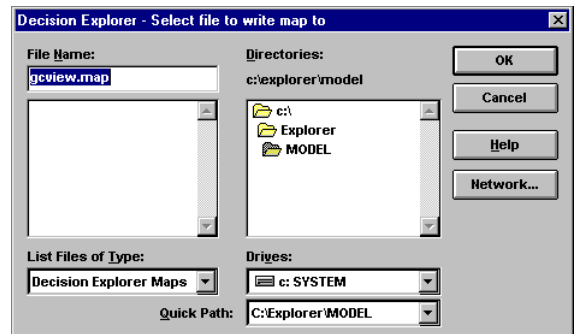 Decision Explorer - Select file to write map to
File Name:
gcview.map
Directories:
c:\explorer\model
c:\
Explorer
MODEL
OK
Cancel
Help
Network...
List Files of Type:
Decision Explorer Maps
Drives:
c: SYSTEM
Quick Path:
C:\Explorer\MODEL